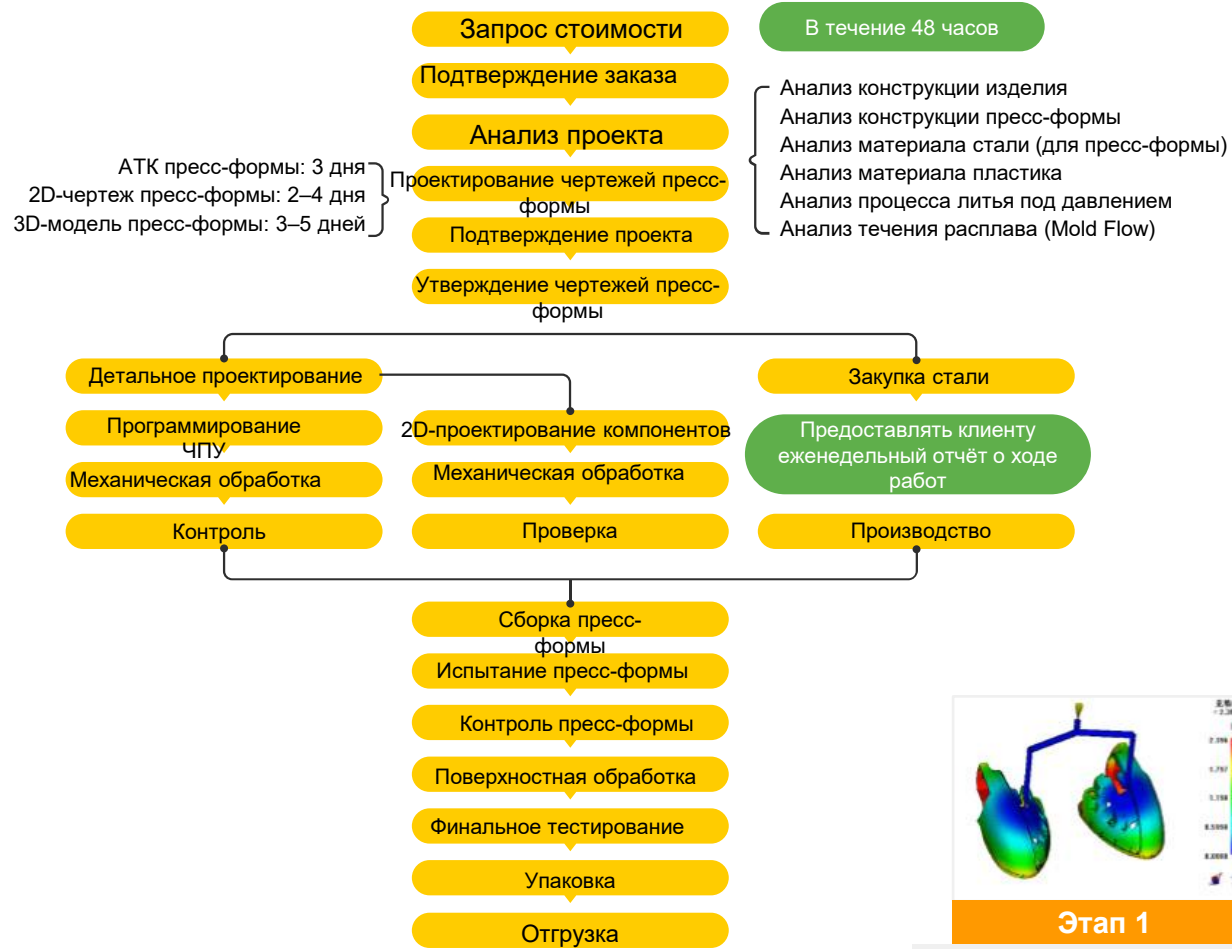 Запрос стоимости
В течение 48 часов
Подтверждение заказа
Анализ проекта
Анализ конструкции изделия
Анализ конструкции пресс-формы
Анализ материала стали (для пресс-формы)
Анализ материала пластика
Анализ процесса литья под давлением
Анализ течения расплава (Mold Flow)
АТК пресс-формы: 3 дня
2D-чертеж пресс-формы: 2–4 дня
3D-модель пресс-формы: 3–5 дней
Проектирование чертежей пресс-
формы
Подтверждение проекта
Утверждение чертежей пресс-
формы
Детальное проектирование
Закупка стали
Программирование
ЧПУ
2D-проектирование компонентов
Предоставлять клиенту
еженедельный отчёт о ходе
работ
Механическая обработка
Механическая обработка
Контроль
Проверка
Производство
Сборка пресс-
формы
Испытание пресс-формы
Контроль пресс-формы
Поверхностная обработка
Финальное тестирование
Упаковка
Отгрузка
Этап 1